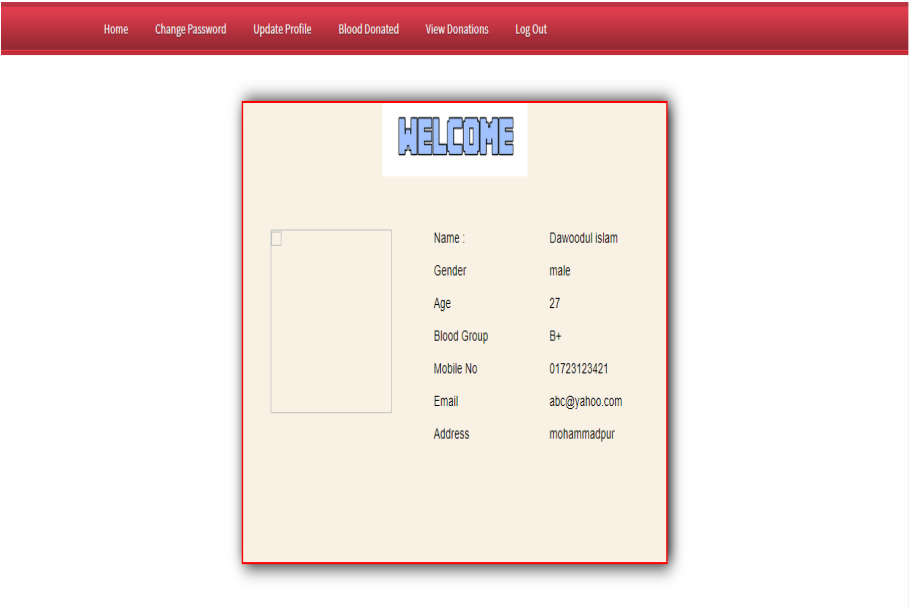 Home Change Password Update Profile Blood Donated View Donations Log Out
WELCOME
Name : Dawoodul islam
Gender male
Age 27
Blood Group B+
Mobile No 01723123421
Email abc@yahoo.com
Address mohammadpur